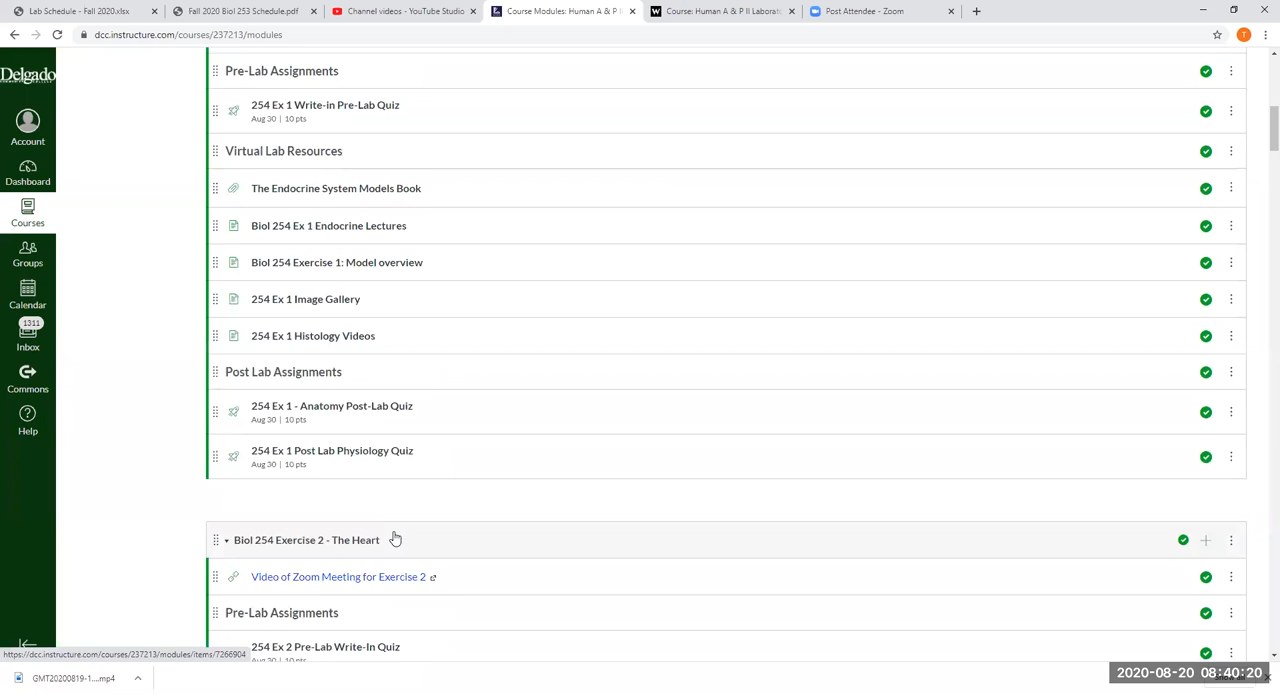 Lab Schedule - Fall 2020.xlsx
Fall 2020 Biol 253 Schedule.pdf
Channel videos - YouTube Studio
Course Modules: Human A & P II
Course: Human A & P II Laborat
Post Attendee - Zoom
dcc.instructure.com/courses/237213/modules
T
Delgado
Account
Dashboard
Courses
Groups
Calendar
1311
Inbox
Commons
Help
Pre-Lab Assignments
254 Ex 1 Write-in Pre-Lab Quiz
Aug 30 | 10 pts
Virtual Lab Resources
The Endocrine System Models Book
Biol 254 Ex 1 Endocrine Lectures
Biol 254 Exercise 1: Model overview
254 Ex 1 Image Gallery
254 Ex 1 Histology Videos
Post Lab Assignments
254 Ex 1 - Anatomy Post-Lab Quiz
Aug 30 | 10 pts
254 Ex 1 Post Lab Physiology Quiz
Aug 30 | 10 pts
Biol 254 Exercise 2 - The Heart
Video of Zoom Meeting for Exercise 2
Pre-Lab Assignments
254 Ex 2 Pre-Lab Write-In Quiz
Aug 30 | 10 pts
https://dcc.instructure.com/courses/237213/modules/items/7266904
GMT20200819-1....mp4
2020-08-20 08:40:20